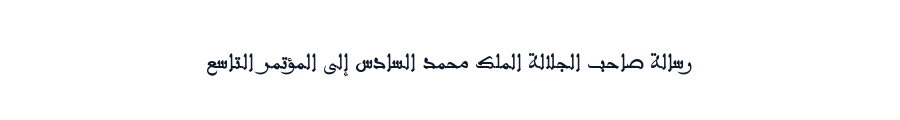 رسالة صاحب الجلالة الملك محمد السادس إلى المؤتمر التاسع